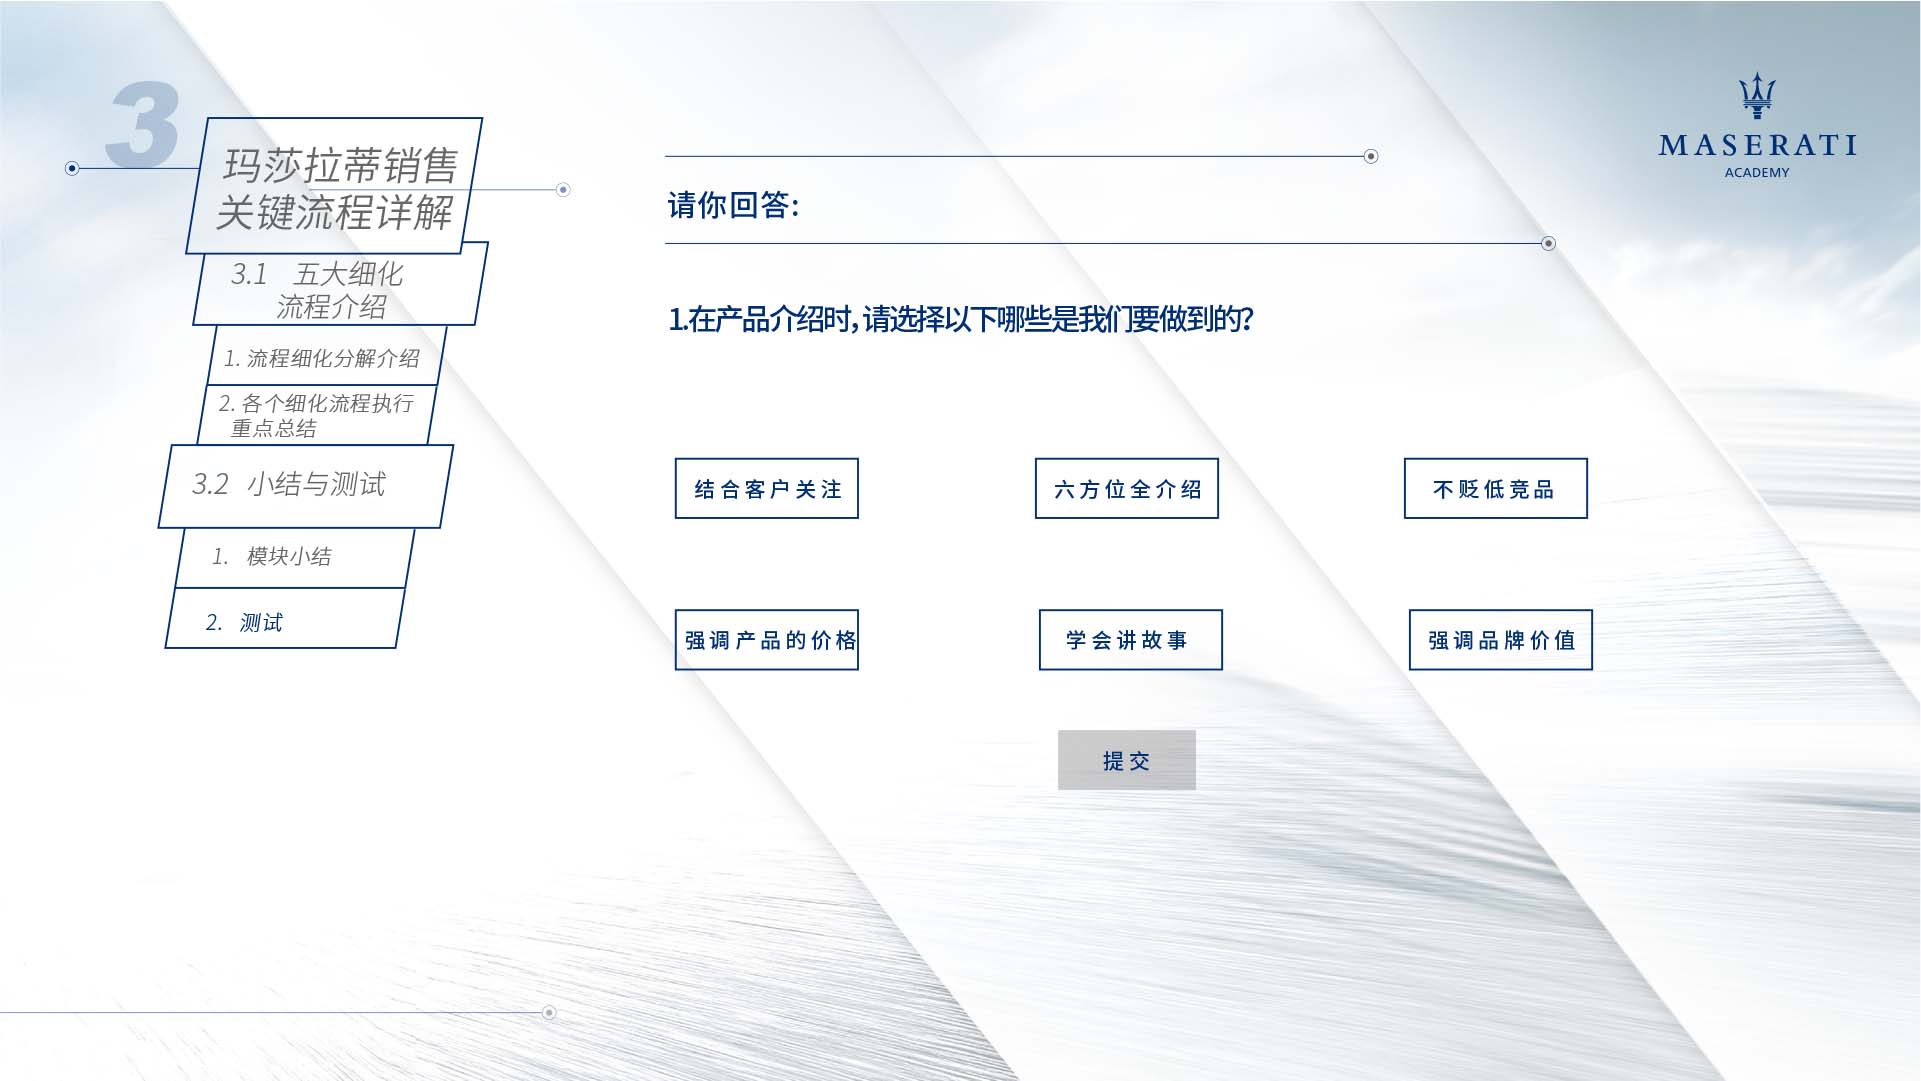 3
玛莎拉蒂销售
关键流程详解
3.1 五大细化
流程介绍
1. 流程细化分解介绍
2. 各个细化流程执行
重点总结
3.2 小结与测试
1. 模块小结
2. 测试
MASERATI
ACADEMY
请你回答:
1.在产品介绍时,请选择以下哪些是我们要做到的?
结合客户关注
六方位全介绍
不贬低竞品
强调产品的价格
学会讲故事
强调品牌价值
提交